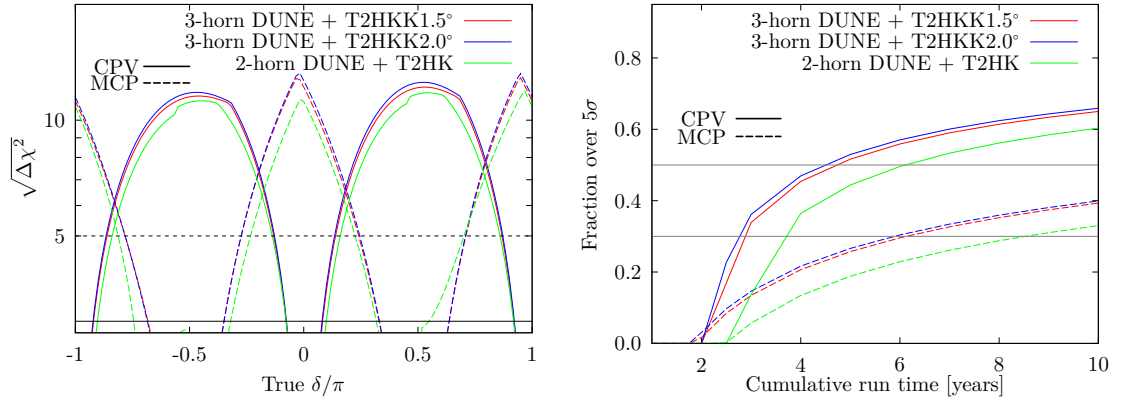 3-horn DUNE + T2HKK1.5°
3-horn DUNE + T2HKK2.0°
2-horn DUNE + T2HK
CPV
MCP
√Δχ²
10
5
-1
-0.5
0
0.5
1
True δ/π
3-horn DUNE + T2HKK1.5°
3-horn DUNE + T2HKK2.0°
2-horn DUNE + T2HK
CPV
MCP
Fraction over 5σ
0.8
0.6
0.4
0.2
0.0
2
4
6
8
10
Cumulative run time [years]